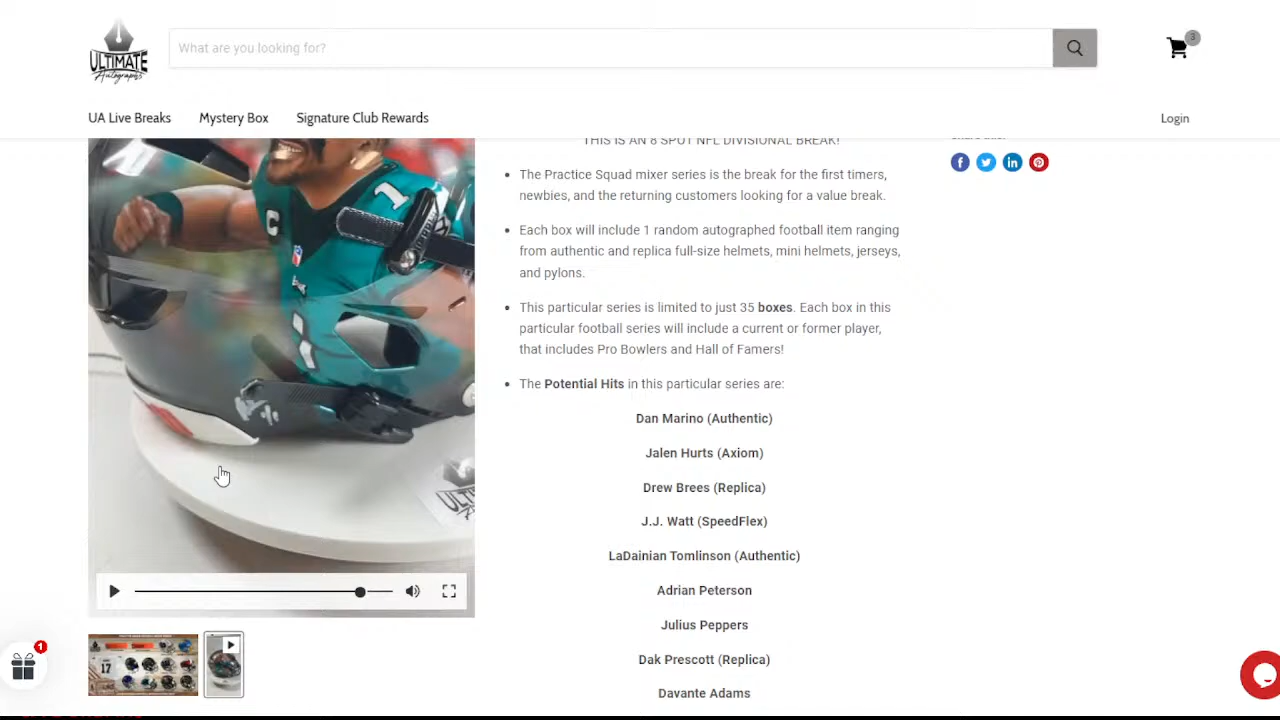 ULTIMATE
Autographs
What are you looking for?
3
UA Live Breaks
Mystery Box
Signature Club Rewards
Login
THIS IS AN 8 SPOT NFL DIVISIONAL BREAK!
The Practice Squad mixer series is the break for the first timers,
newbies, and the returning customers looking for a value break.
Each box will include 1 random autographed football item ranging
from authentic and replica full-size helmets, mini helmets, jerseys,
and pylons.
This particular series is limited to just 35 boxes. Each box in this
particular football series will include a current or former player,
that includes Pro Bowlers and Hall of Famers!
The Potential Hits in this particular series are:
Dan Marino (Authentic)
Jalen Hurts (Axiom)
Drew Brees (Replica)
J.J. Watt (SpeedFlex)
LaDainian Tomlinson (Authentic)
Adrian Peterson
Julius Peppers
Dak Prescott (Replica)
Davante Adams
1
C
17
1